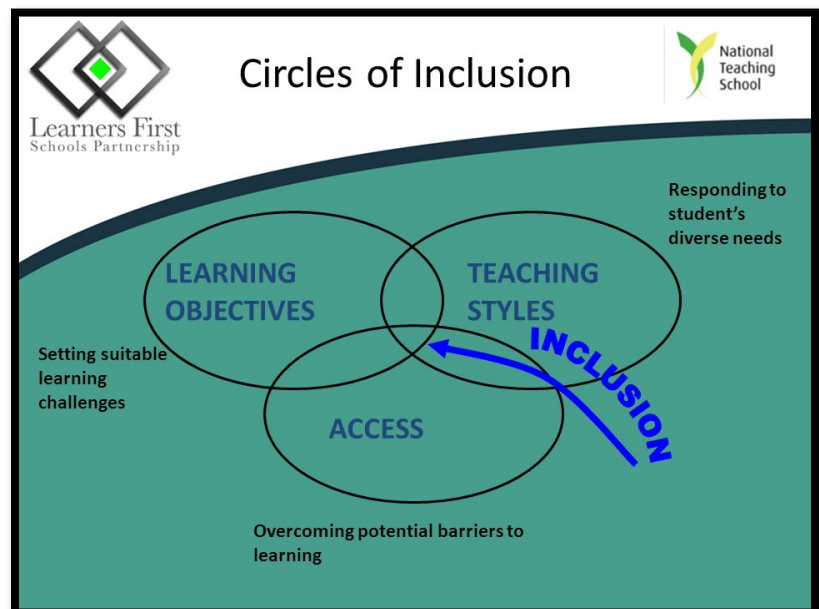 Learners First
Schools Partnership
Circles of Inclusion
National
Teaching
School
Responding to
student's
diverse needs
LEARNING
OBJECTIVES
TEACHING
STYLES
INCLUSION
Setting suitable
learning
challenges
ACCESS
Overcoming potential barriers to
learning